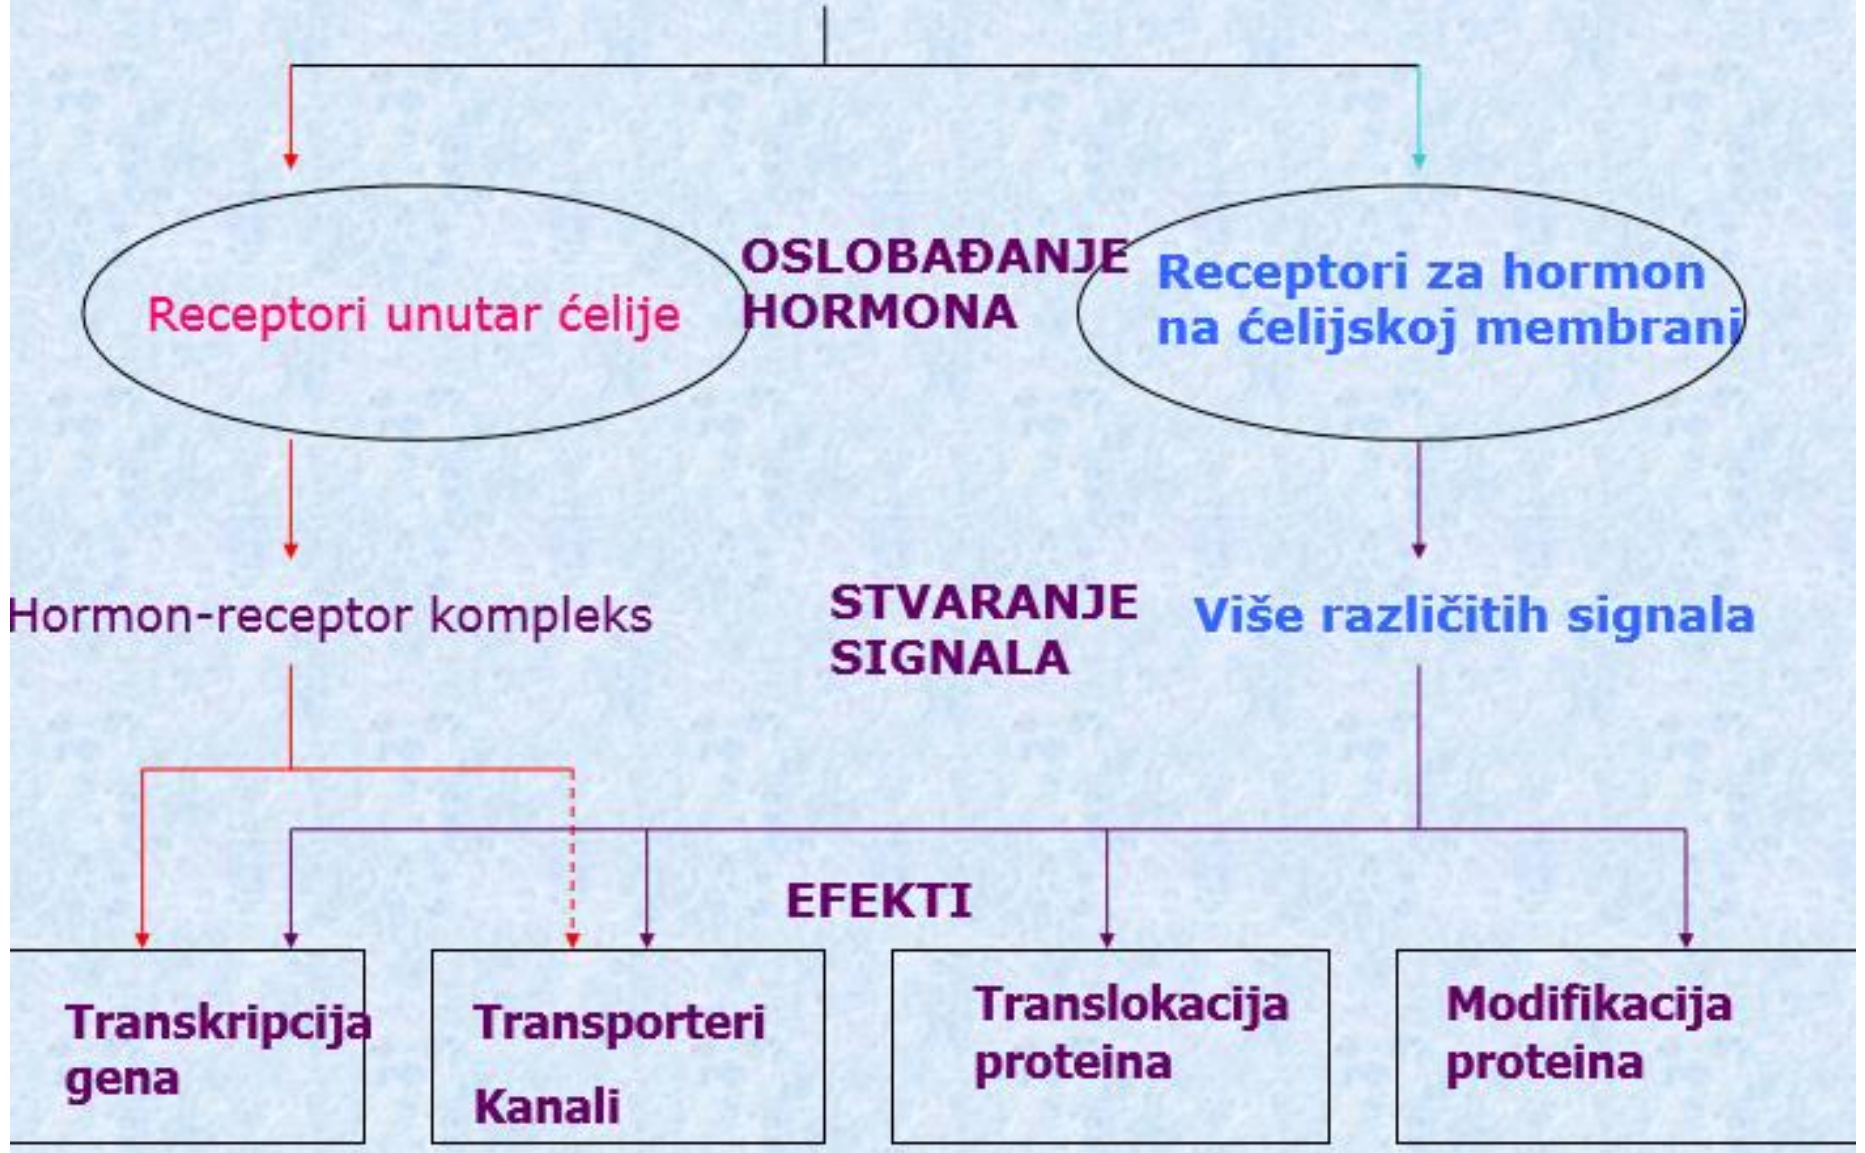 Receptori unutar ćelije
OSLOBAĐANJE
HORMONA
Receptori za hormon
na ćelijskoj membrani
Hormon-receptor kompleks
STVARANJE
SIGNALA
Više različitih signala
EFEKTI
Transkripcija
gena
Transporteri
Kanali
Translokacija
proteina
Modifikacija
proteina